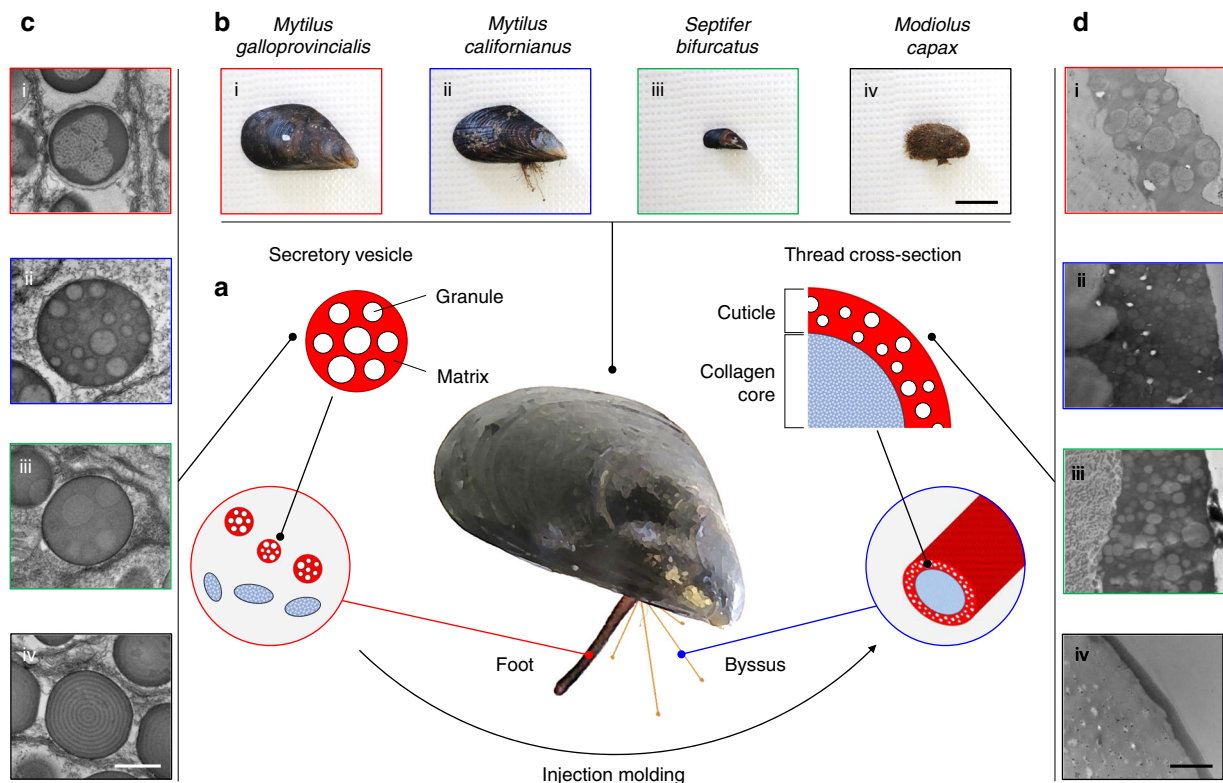 c
b
Mytilus
galloprovincialis
Mytilus
californianus
Septifer
bifurcatus
Modiolus
capax
d
i
i
ii
iii
iv
i
Secretory vesicle
Thread cross-section
ii
a
Granule
Matrix
Cuticle
Collagen
core
ii
iii
iii
iv
Foot
Byssus
iv
Injection molding